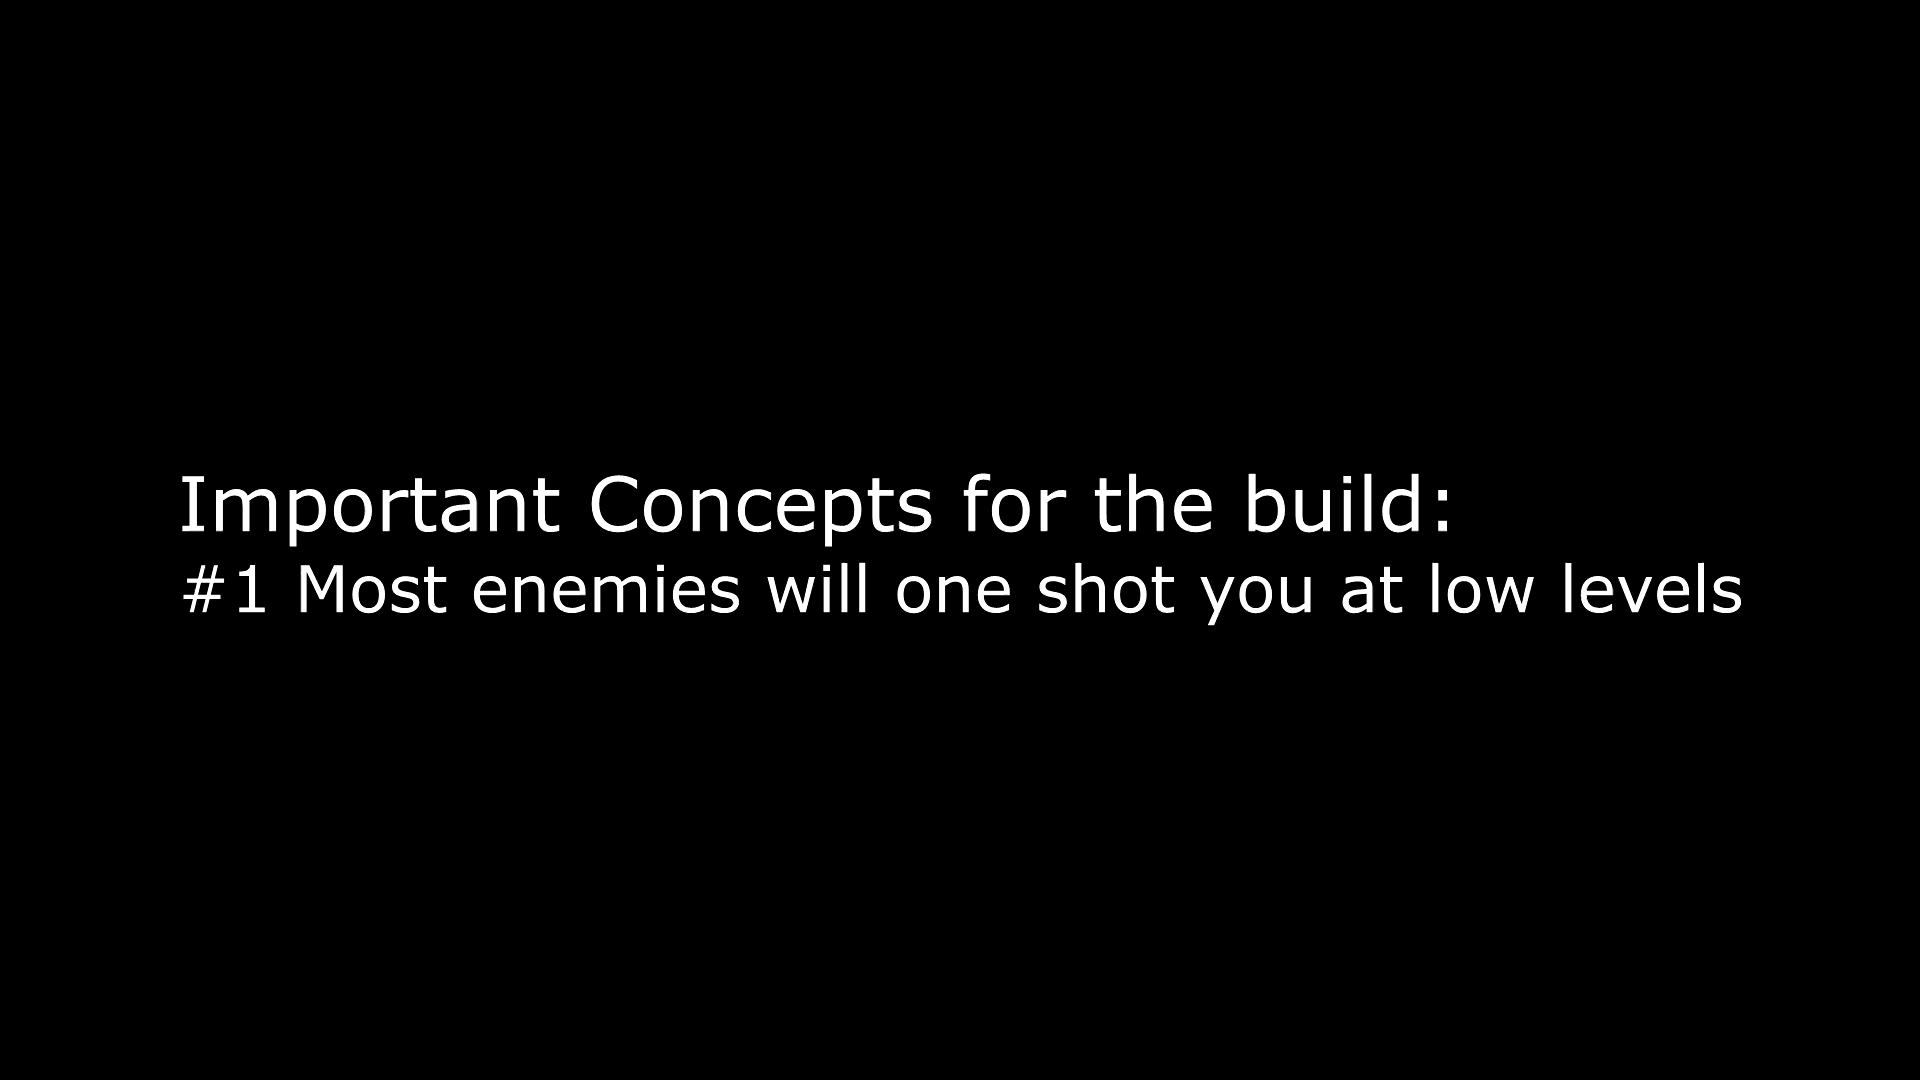 Important Concepts for the build:
#1 Most enemies will one shot you at low levels